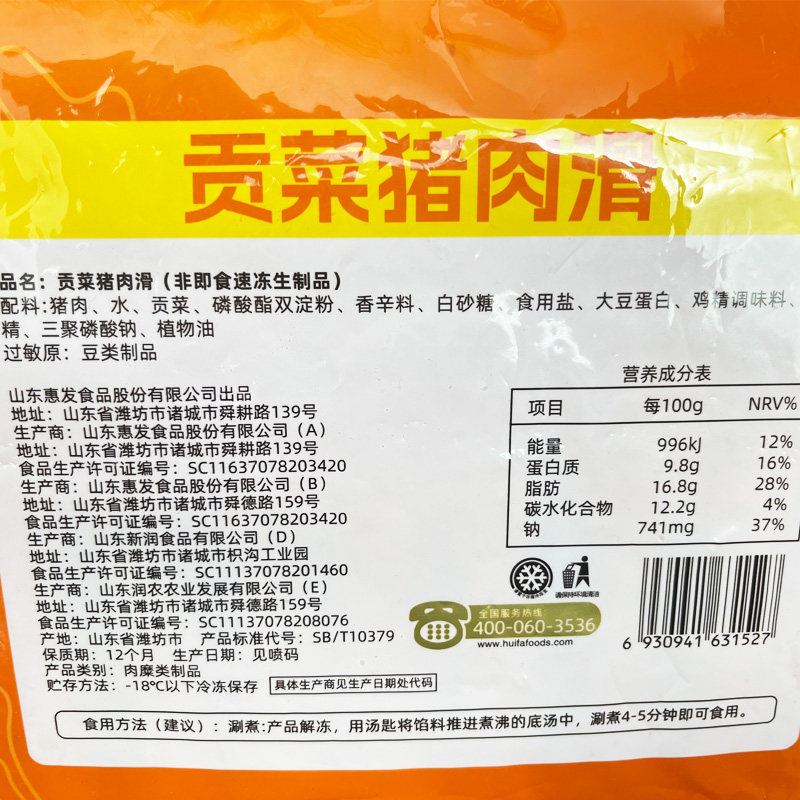 贡菜猪肉滑
品名：贡菜猪肉滑（非即食速冻生制品）
配料:猪肉、水、贡菜、磷酸酯双淀粉、香辛料、白砂糖、食用盐、大豆蛋白、鸡精调味料、
精、三聚磷酸钠、植物油
过敏原：豆类制品
山东惠发食品股份有限公司出品
地址：山东省潍坊市诸城市舜耕路139号
生产商：山东惠发食品股份有限公司（A）
地址：山东省潍坊市诸城市舜耕路139号
食品生产许可证编号：SC11637078203420
生产商：山东惠发食品股份有限公司（B）
地址：山东省潍坊市诸城市舜德路159号
食品生产许可证编号：SC11637078203420
生产商：山东新润食品有限公司（D）
地址：山东省潍坊市诸城市枳沟工业园
食品生产许可证编号：SC11137078201460
生产商：山东润农农业发展有限公司（E）
地址：山东省潍坊市诸城市舜德路159号
食品生产许可证编号：SC11137078208076
产地：山东省潍坊市 产品标准代号：SB/T10379
保质期：12个月 生产日期：见喷码
产品类别：肉糜类制品
贮存方法：-18℃以下冷冻保存 具体生产商见生产日期处代码
营养成分表
项目 每100g NRV%
能量 996kJ 12%
蛋白质 9.8g 16%
脂肪 16.8g 28%
碳水化合物 12.2g 4%
钠 741mg 37%
请保持环境清洁
全国服务热线
400-060-3536
www.huifafoods.com
6 930941 631527
食用方法（建议）：涮煮:产品解冻，用汤匙将馅料推进煮沸的底汤中，涮煮4-5分钟即可食用。